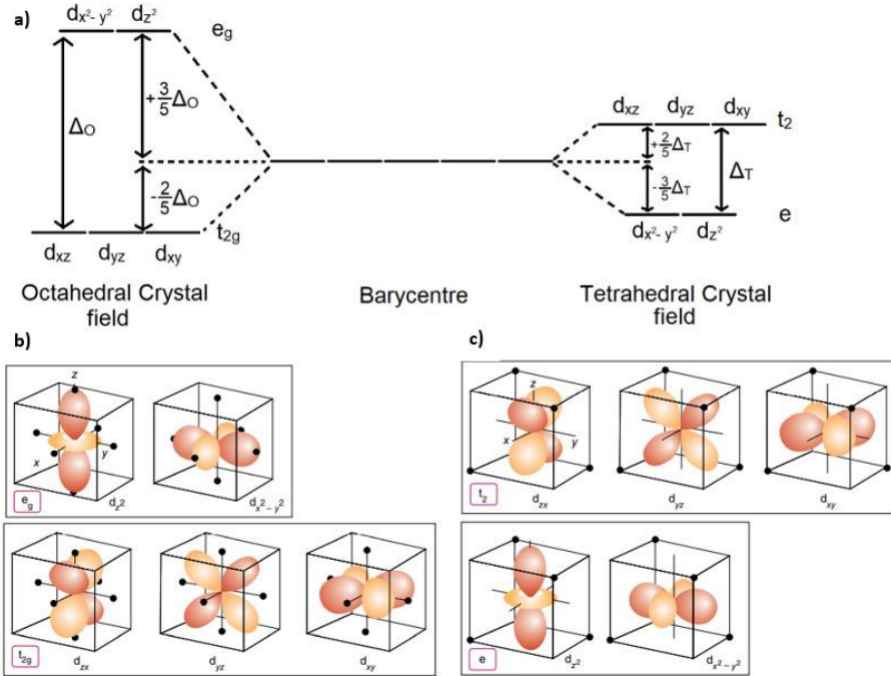 a)
dx²- y² dz²
eg
+3/5ΔO
ΔO
-2/5ΔO
t2g
dxz dyz dxy
dxz dyz dxy
t2
+2/5ΔT
ΔT
-3/5ΔT
e
dx²- y² dz²
Octahedral Crystal
field
Barycentre
Tetrahedral Crystal
field
b)
z
x
y
eg
dz²
dx² – y²
t2g
dzx
dyz
dxy
c)
z
x
y
t2
dzx
dyz
dxy
e
dz²
dx² – y²